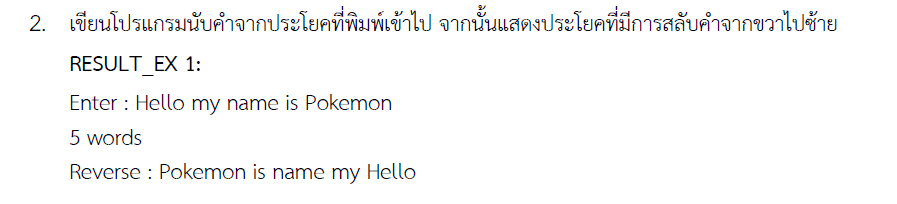 2. เขียนโปรแกรมนับคำจากประโยคที่พิมพ์เข้าไป จากนั้นแสดงประโยคที่มีการสลับคำจากขวาไปซ้าย
RESULT_EX 1:
Enter : Hello my name is Pokemon
5 words
Reverse : Pokemon is name my Hello